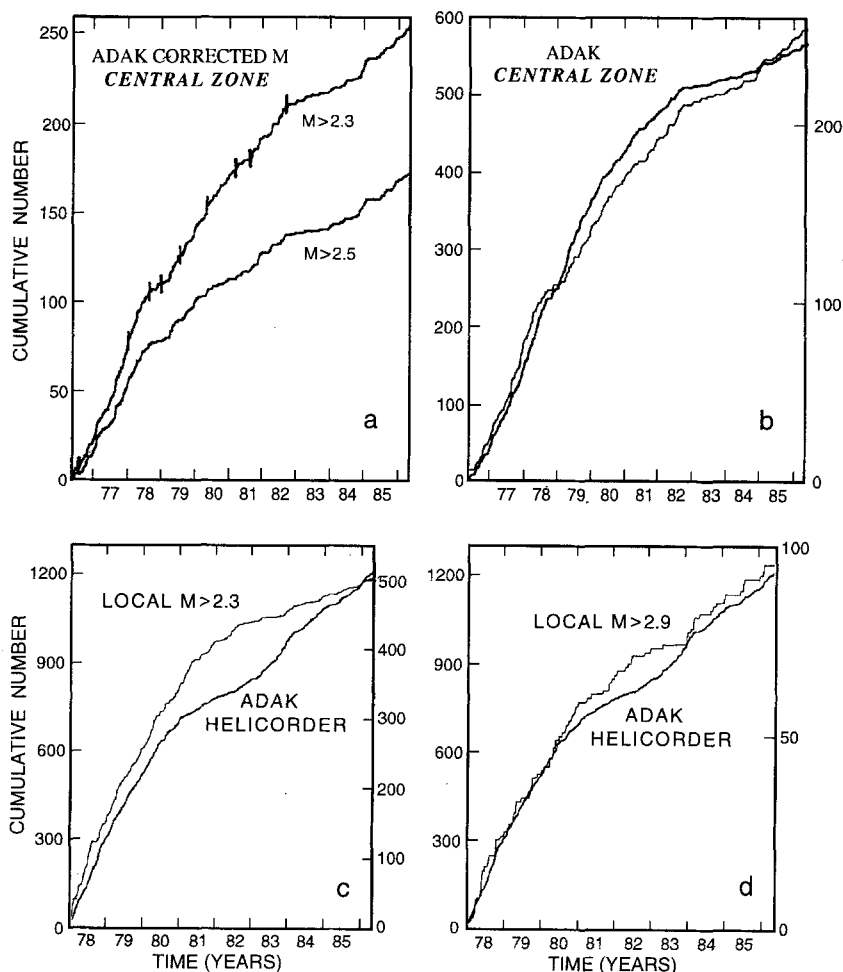 ADAK CORRECTED M
CENTRAL ZONE
M>2.3
M>2.5
CUMULATIVE NUMBER
250
200
150
100
50
0
77 78 79 80 81 82 83 84 85
a
ADAK
CENTRAL ZONE
600
500
400
300
200
100
0
200
100
0
77 78 79 80 81 82 83 84 85
b
LOCAL M>2.3
ADAK
HELICORDER
CUMULATIVE NUMBER
1200
900
600
300
0
500
400
300
200
100
0
78 79 80 81 82 83 84 85
TIME (YEARS)
c
LOCAL M>2.9
ADAK
HELICORDER
1200
900
600
300
0
100
50
0
78 79 80 81 82 83 84 85
TIME (YEARS)
d